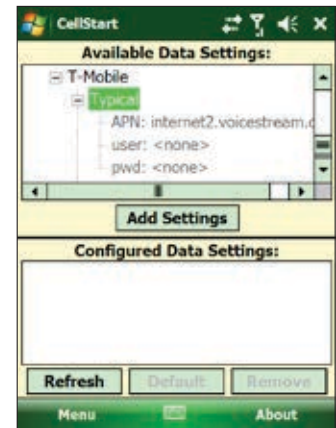 CellStart
Available Data Settings:
T-Mobile
Typical
APN: internet2.voicestream.c
user: <none>
pwd: <none>
Add Settings
Configured Data Settings:
Refresh Default Remove
Menu About